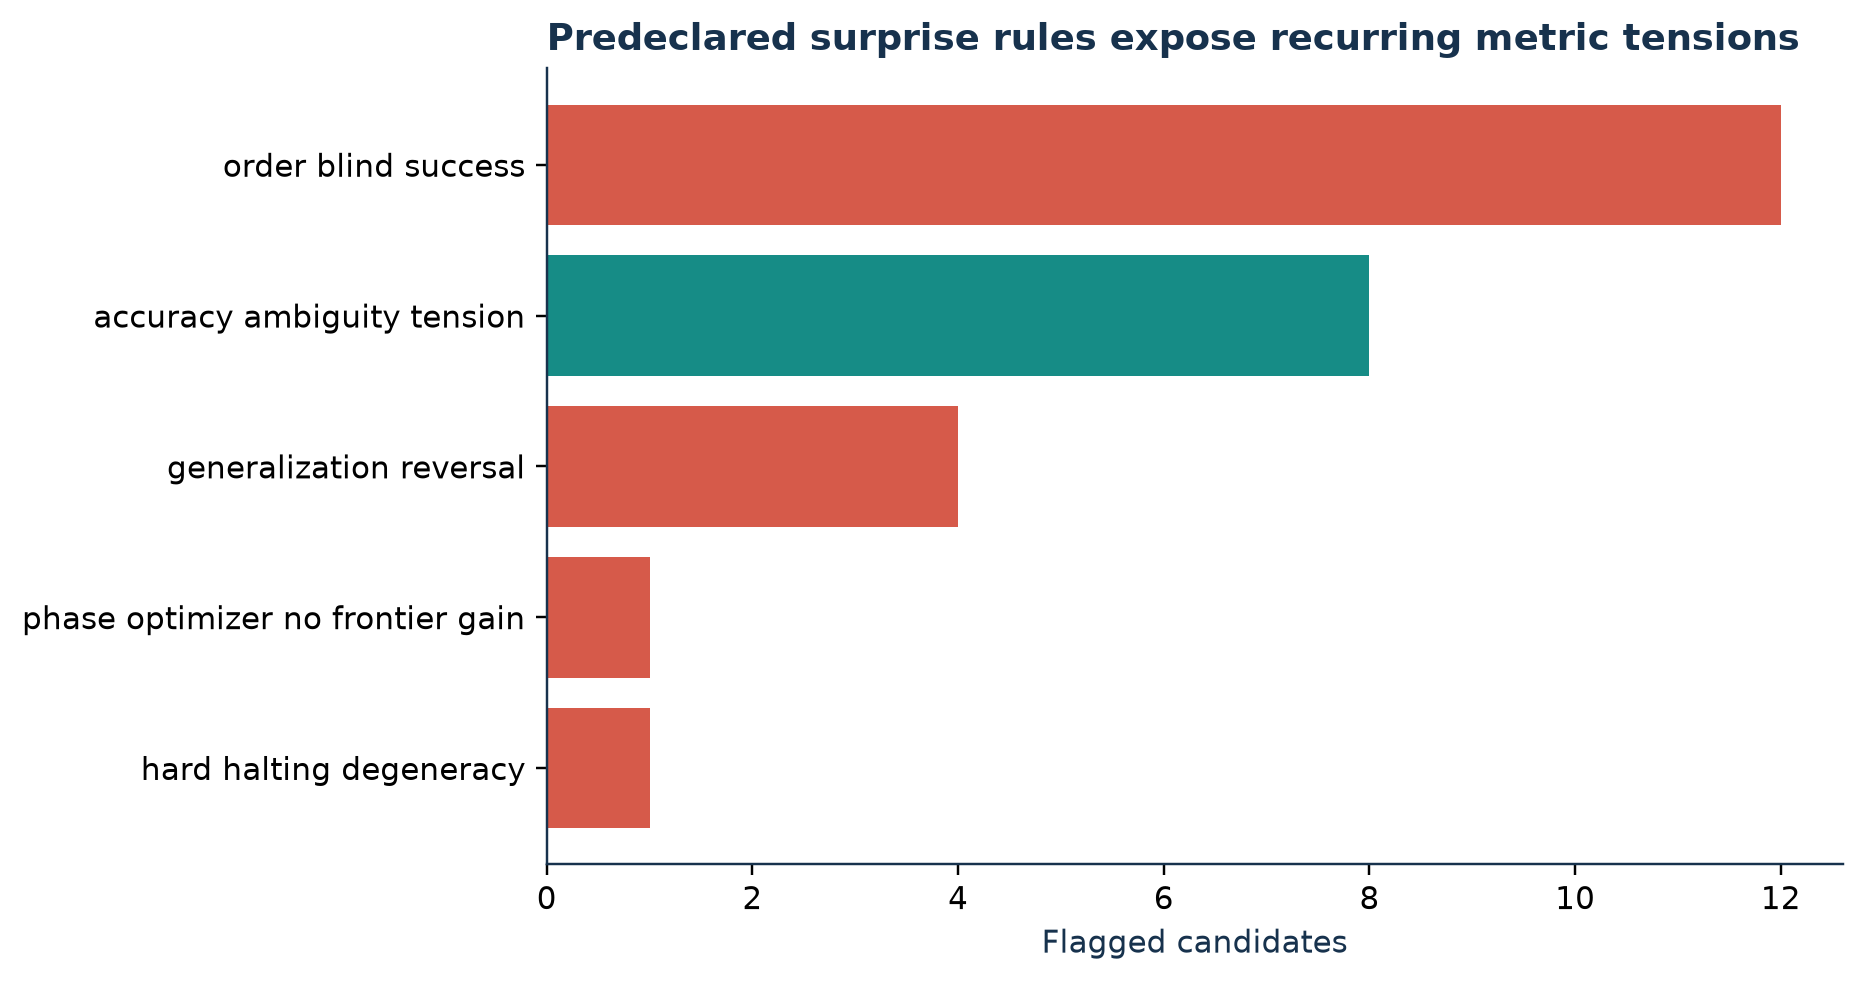 Predeclared surprise rules expose recurring metric tensions
order blind success
accuracy ambiguity tension
generalization reversal
phase optimizer no frontier gain
hard halting degeneracy
0 2 4 6 8 10 12
Flagged candidates